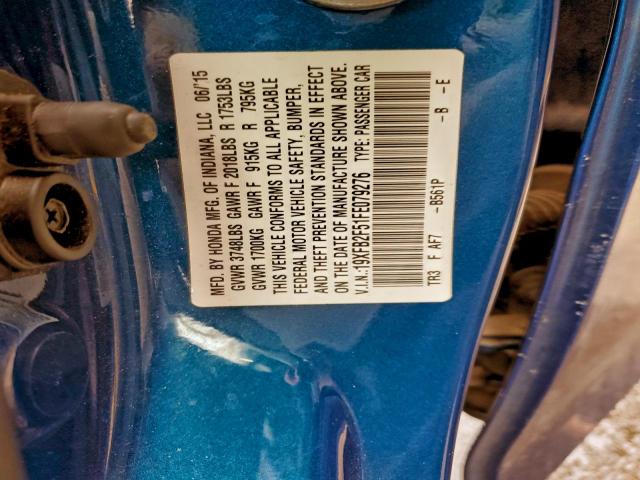 MFD. BY HONDA MFG. OF INDIANA, LLC 06/15
GVWR 3748LBS GAWR F 2018LBS R 1753LBS
GVWR 1700KG GAWR F 915KG R 795KG
THIS VEHICLE CONFORMS TO ALL APPLICABLE
FEDERAL MOTOR VEHICLE SAFETY, BUMPER,
AND THEFT PREVENTION STANDARDS IN EFFECT
ON THE DATE OF MANUFACTURE SHOWN ABOVE.
V.I.N.:19XFB2F51FE079276 TYPE: PASSENGER CAR
TR3 F AF7 -B561P -B -E